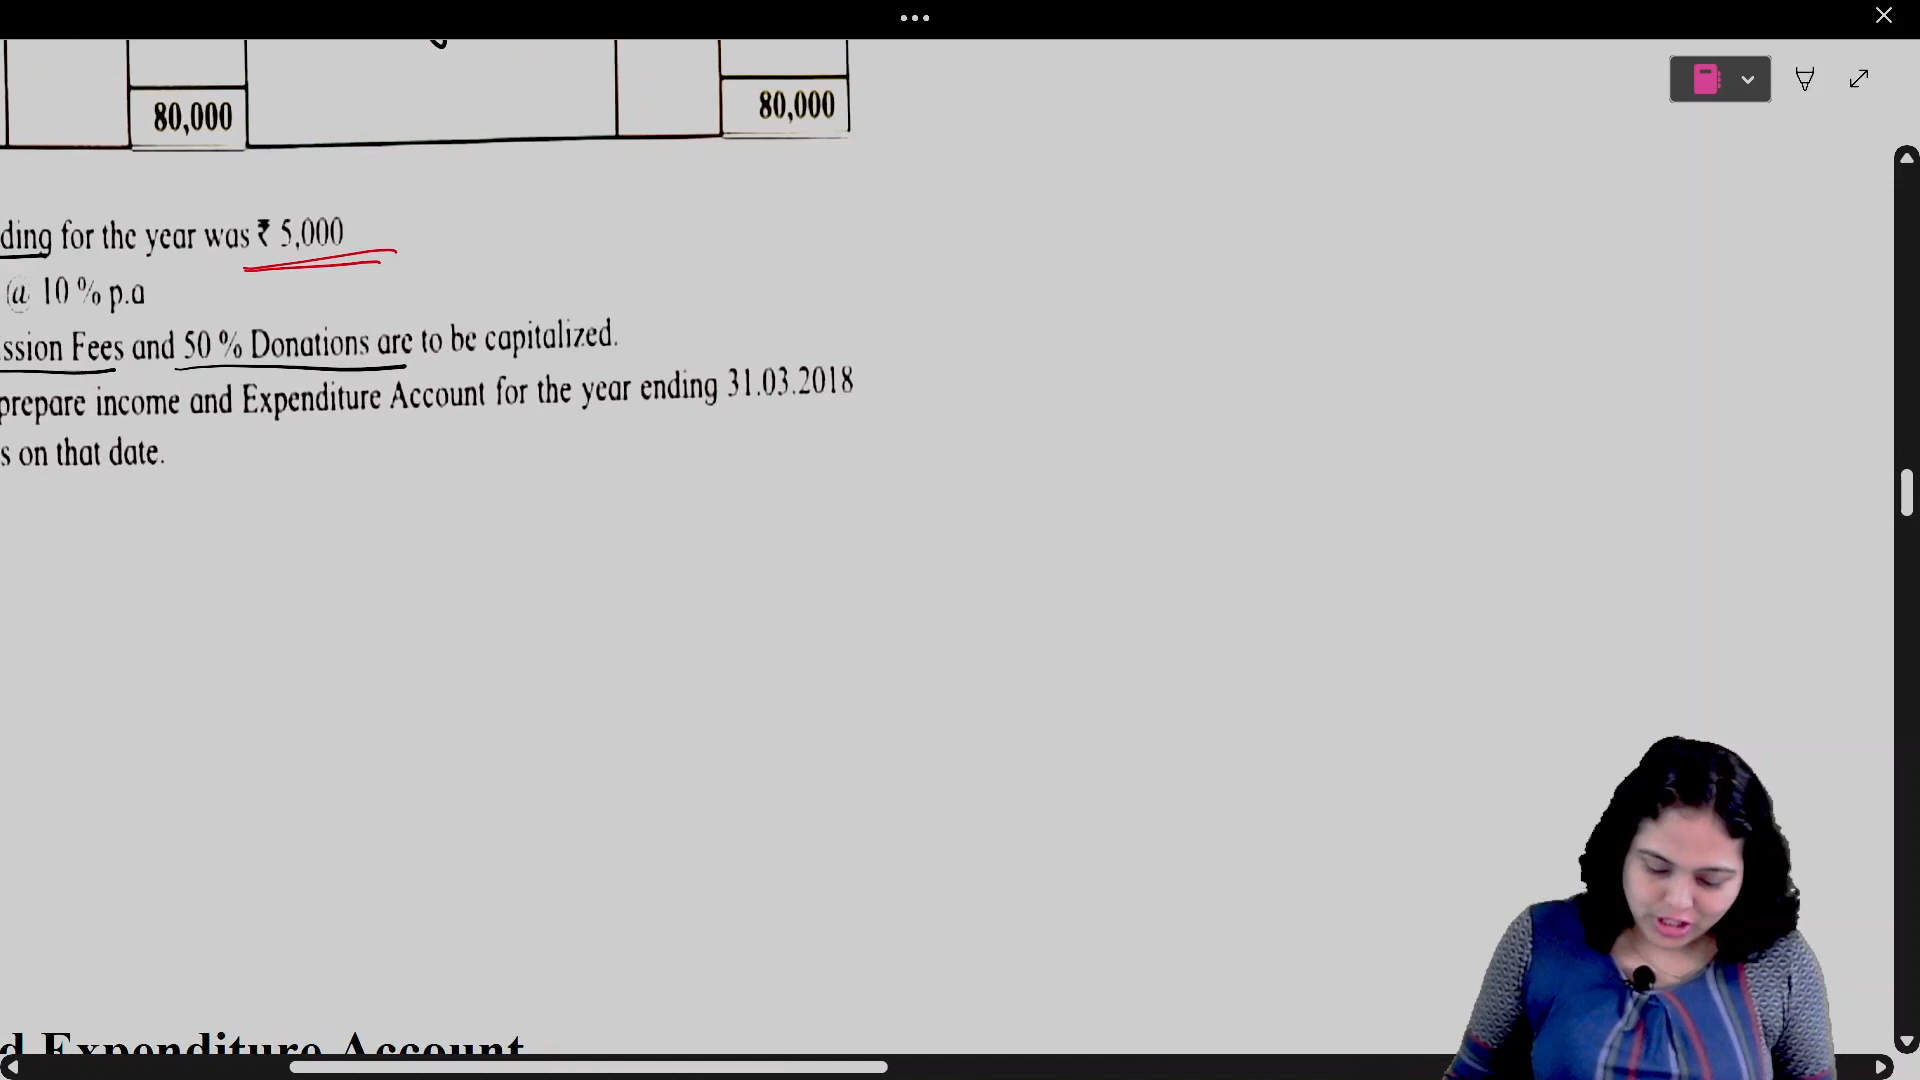 80,000 80,000
ding for the year was ₹ 5,000
@ 10 % p.a
ssion Fees and 50 % Donations are to be capitalized.
prepare income and Expenditure Account for the year ending 31.03.2018
s on that date.
d Expenditure Account